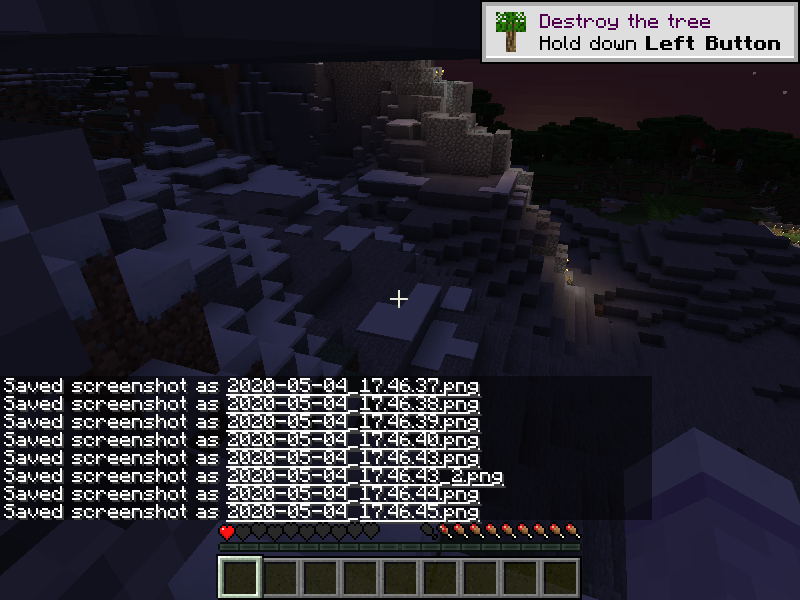 Destroy the tree
Hold down Left Button
Saved screenshot as 2020-05-04_17.46.37.png
Saved screenshot as 2020-05-04_17.46.38.png
Saved screenshot as 2020-05-04_17.46.39.png
Saved screenshot as 2020-05-04_17.46.40.png
Saved screenshot as 2020-05-04_17.46.43.png
Saved screenshot as 2020-05-04_17.46.43_2.png
Saved screenshot as 2020-05-04_17.46.44.png
Saved screenshot as 2020-05-04_17.46.45.png